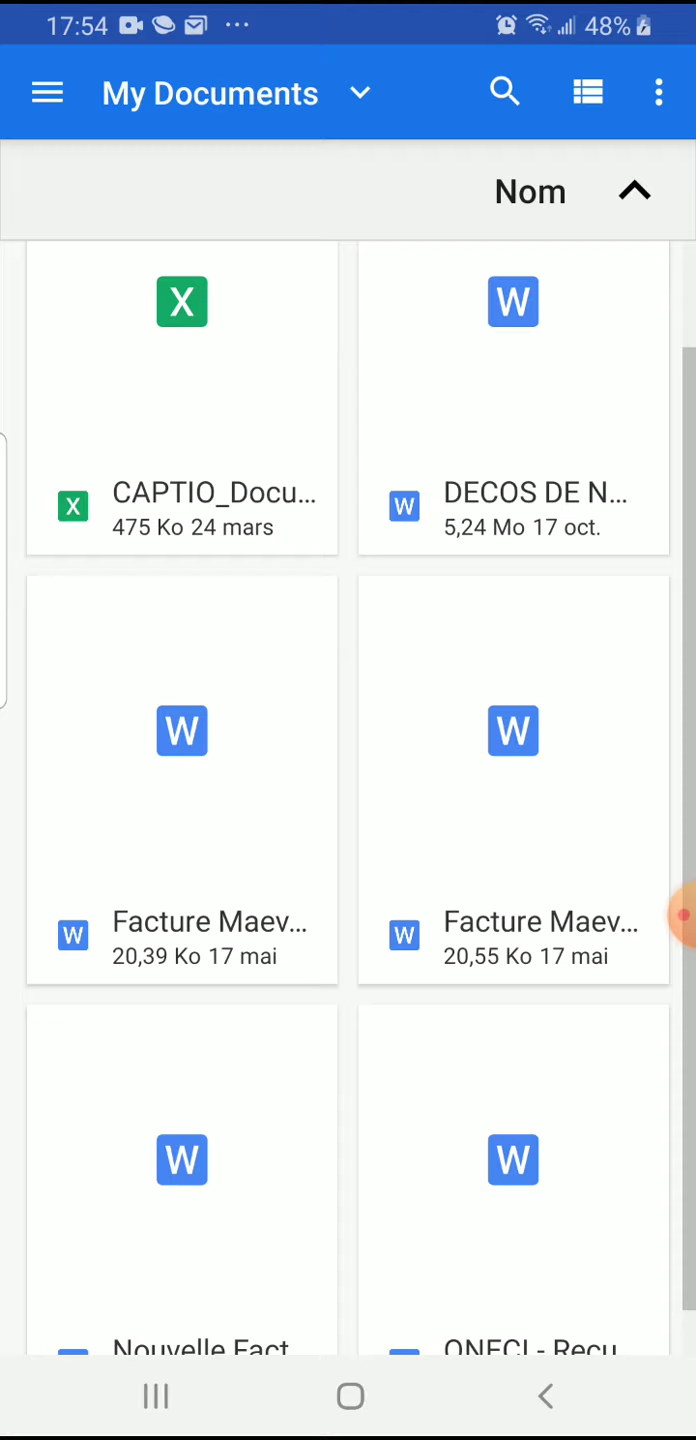 17:54 48%
My Documents
Nom
X W
X CAPTIO_Docu...
475 Ko 24 mars
W DECOS DE N...
5,24 Mo 17 oct.
W W
W Facture Maev...
20,39 Ko 17 mai
W Facture Maev...
20,55 Ko 17 mai
W W
Nouvelle Fact
ONECI - Recu